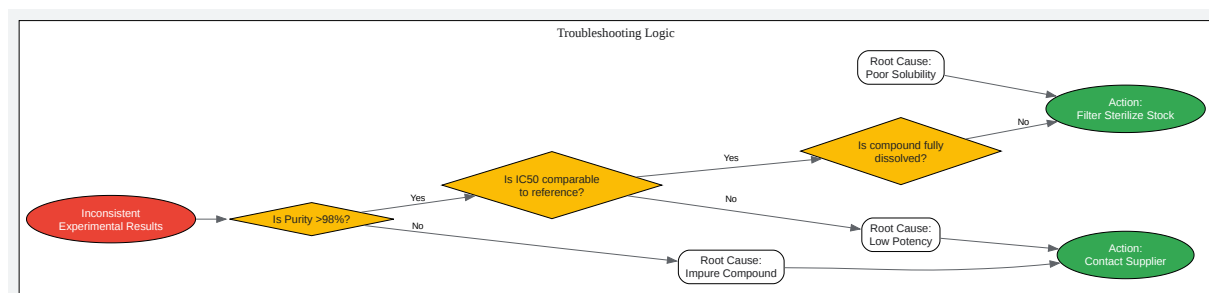 Troubleshooting Logic
Inconsistent
Experimental Results
Is Purity >98%?
Yes
No
Is IC50 comparable
to reference?
Yes
No
Root Cause:
Impure Compound
Is compound fully
dissolved?
No
Root Cause:
Poor Solubility
Root Cause:
Low Potency
Action:
Filter Sterilize Stock
Action:
Contact Supplier